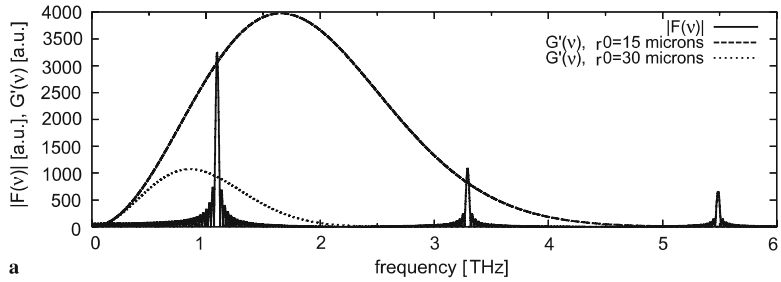 4000
3500
3000
2500
2000
1500
1000
500
0
|F(ν)| [a.u.], G'(ν) [a.u.]
|F(ν)|
G'(ν), r0=15 microns
G'(ν), r0=30 microns
0 1 2 3 4 5 6
frequency [THz]
a